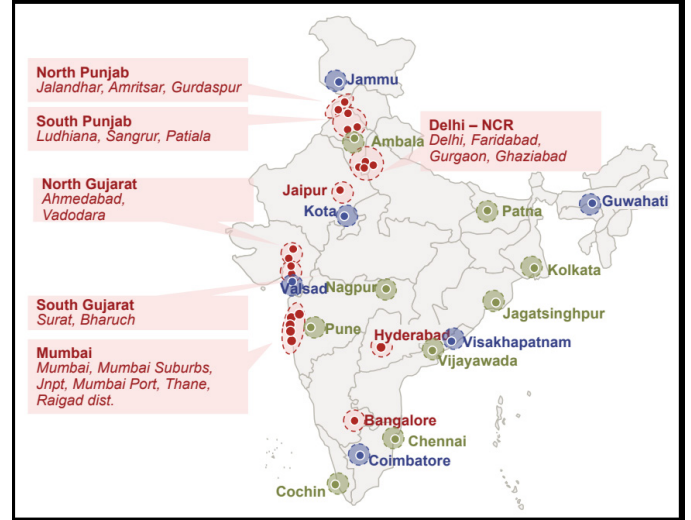 North Punjab
Jalandhar, Amritsar, Gurdaspur
South Punjab
Ludhiana, Sangrur, Patiala
North Gujarat
Ahmedabad,
Vadodara
South Gujarat
Surat, Bharuch
Mumbai
Mumbai, Mumbai Suburbs,
Jnpt, Mumbai Port, Thane,
Raigad dist.
Delhi – NCR
Delhi, Faridabad,
Gurgaon, Ghaziabad
Jammu
Ambala
Jaipur
Kota
Patna
Guwahati
Kolkata
Valsad
Nagpur
Jagatsinghpur
Pune
Hyderabad
Visakhapatnam
Vijayawada
Bangalore
Chennai
Coimbatore
Cochin